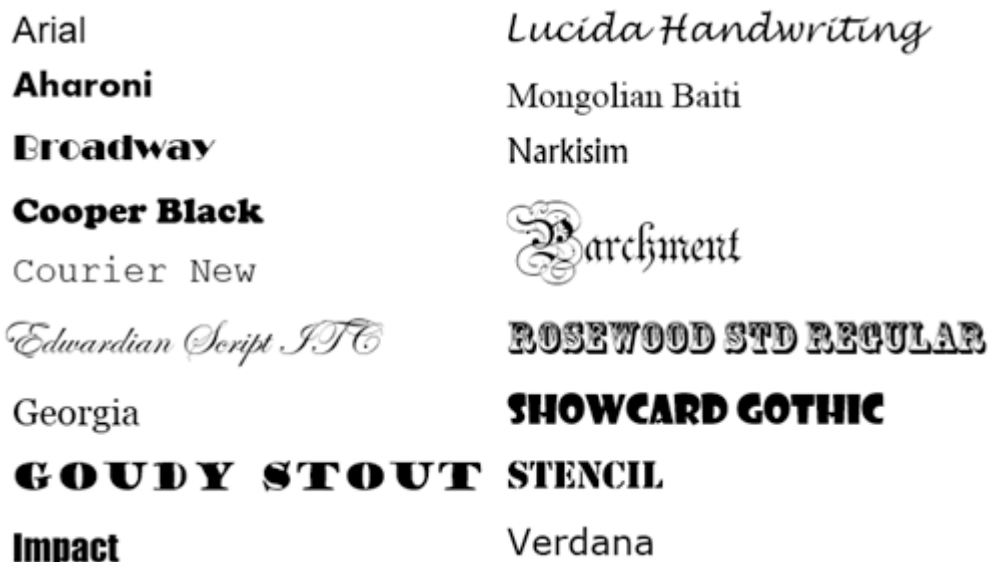 Arial
Aharoni
Broadway
Cooper Black
Courier New
Edwardian Script ITC
Georgia
GOUDY STOUT
Impact
Lucida Handwriting
Mongolian Baiti
Narkisim
Parchment
ROSEWOOD STD REGULAR
SHOWCARD GOTHIC
STENCIL
Verdana